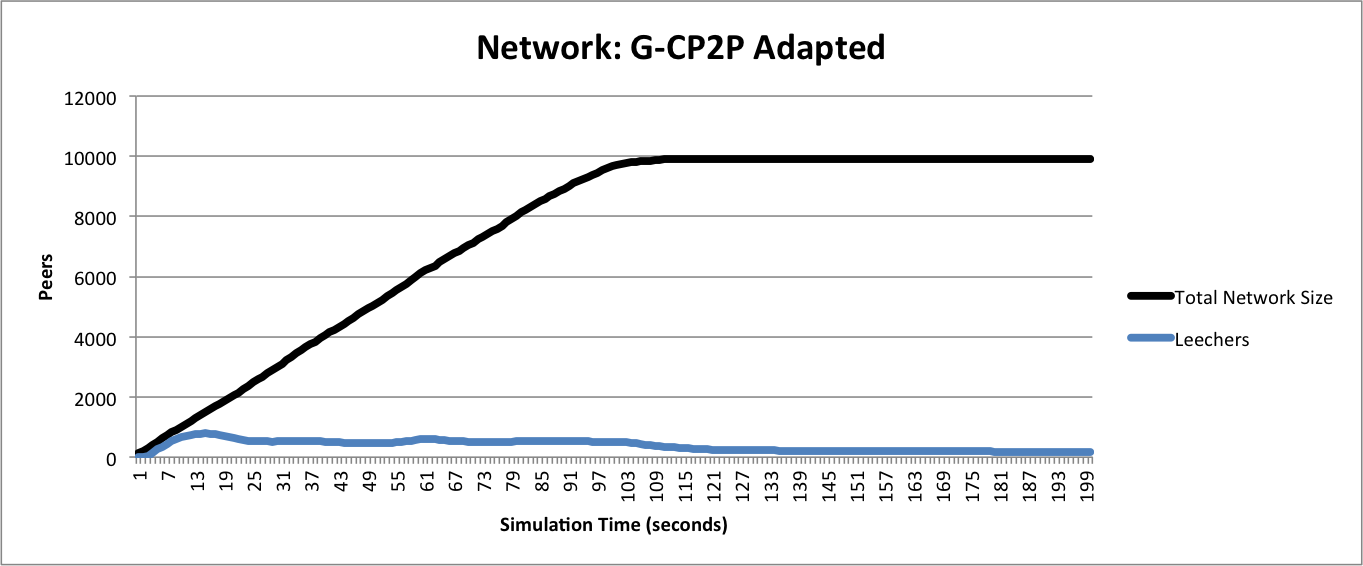 Network: G-CP2P Adapted
12000
10000
8000
6000
4000
2000
0
Peers
1 7 13 19 25 31 37 43 49 55 61 67 73 79 85 91 97 103 109 115 121 127 133 139 145 151 157 163 169 175 181 187 193 199
Simulation Time (seconds)
Total Network Size
Leechers